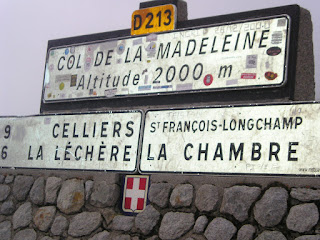 D213
COL DE LA MADELEINE
Altitude 2000 m
9 CELLIERS
6 LA LÉCHÈRE
ST FRANÇOIS-LONGCHAMP
LA CHAMBRE